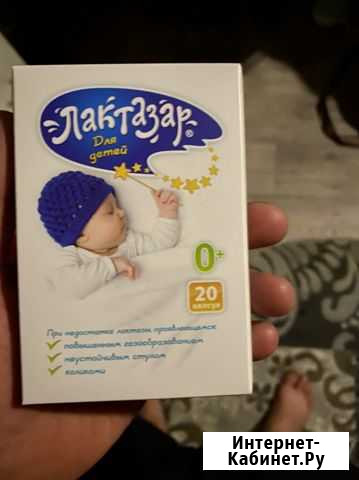 Лактазар®
Для
детей
0+
20
капсул
При недостатке лактазы проявляющемся
повышенным газообразованием
неустойчивым стулом
коликами
Интернет-
Кабинет.Ру